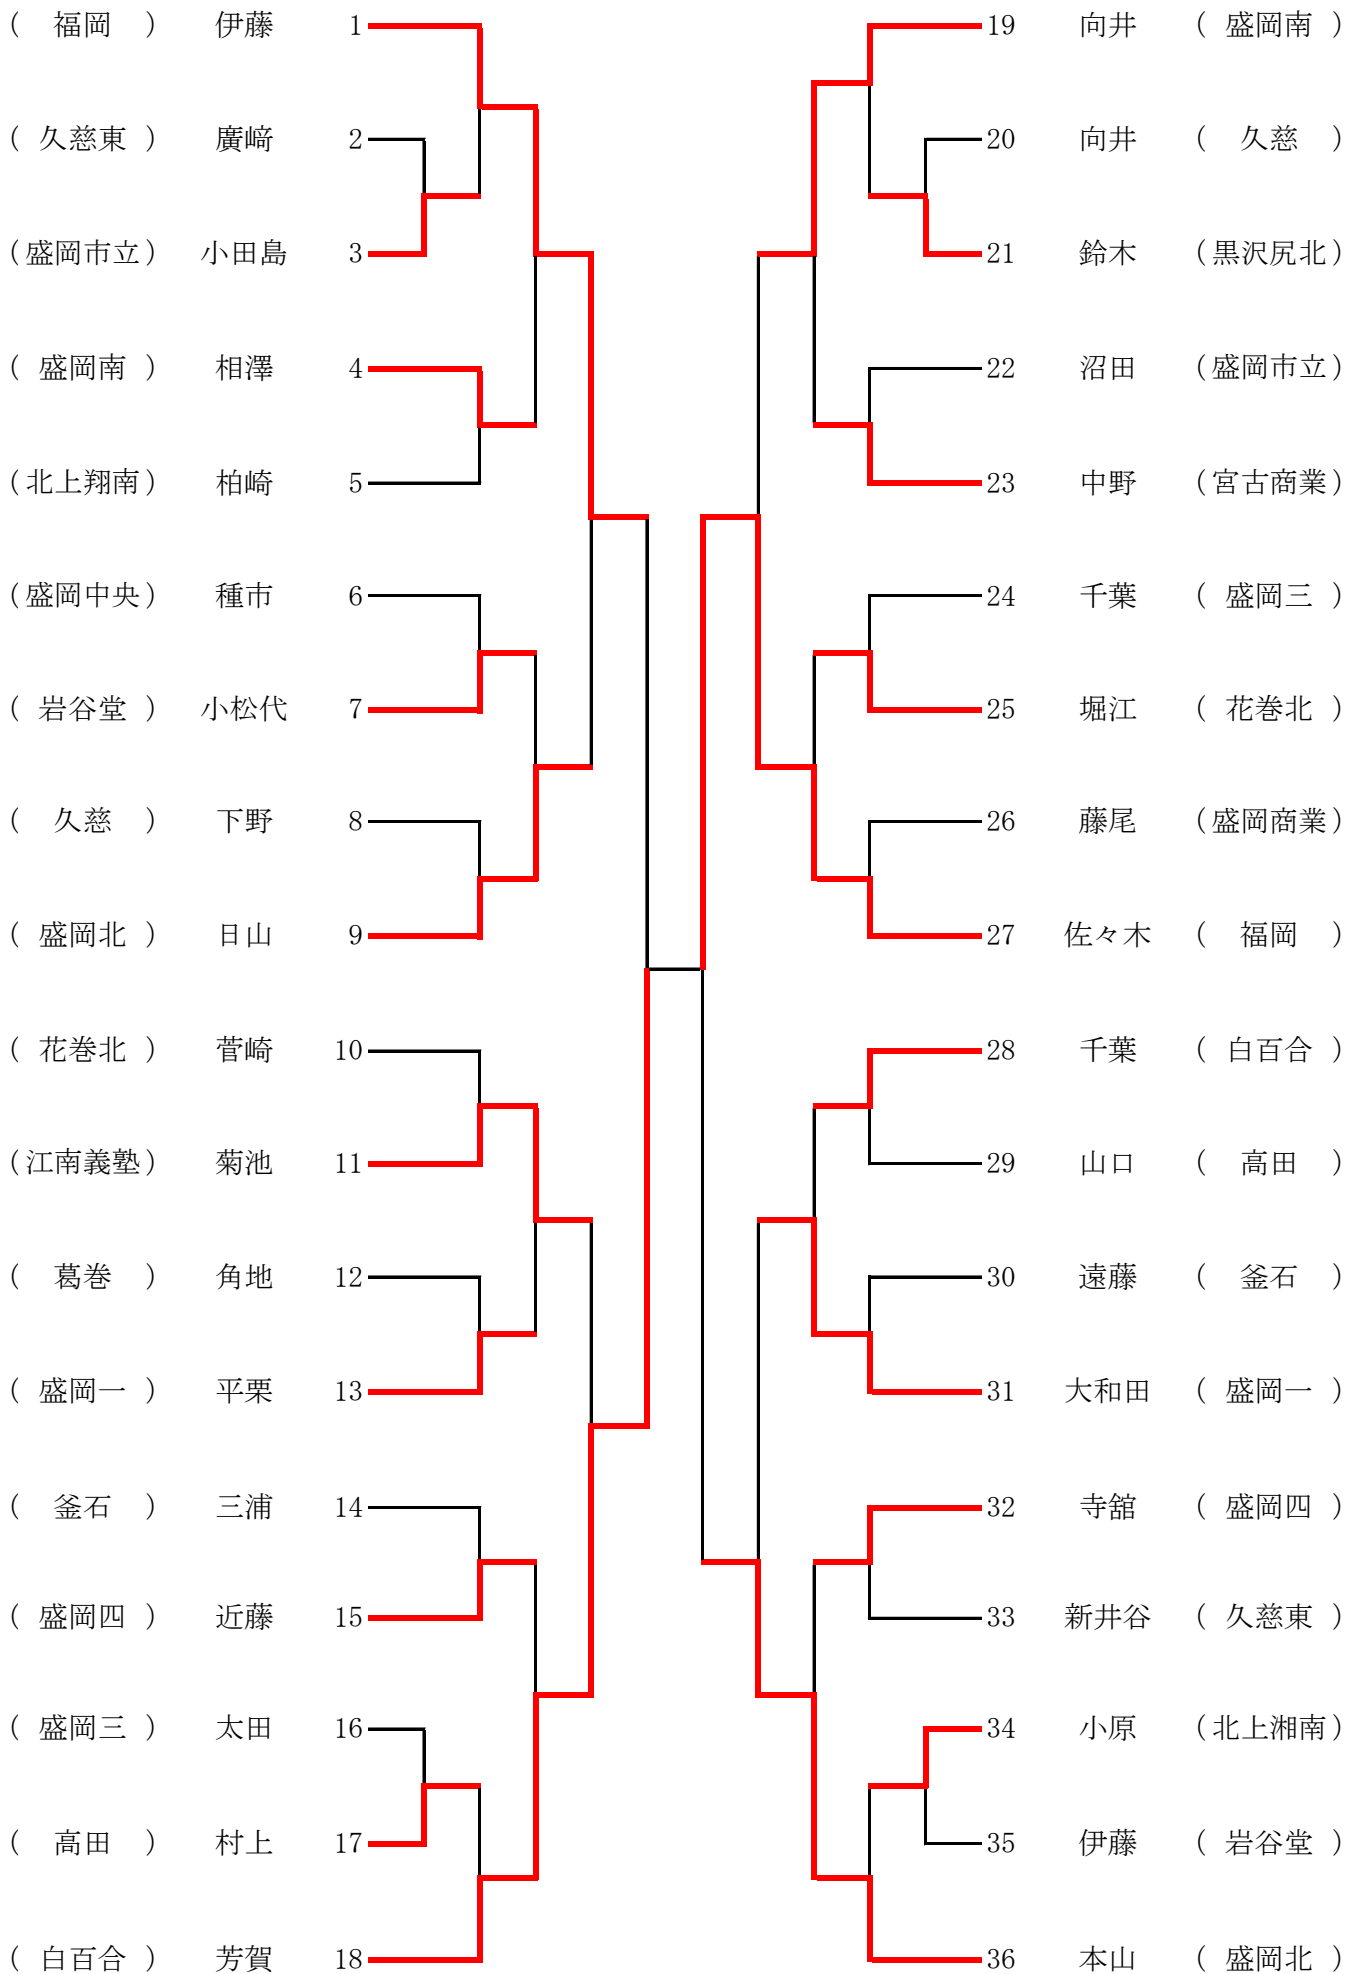 ( 福岡 ) 伊藤 1 19 向井 ( 盛岡南 )
( 久慈東 ) 廣﨑 2 20 向井 ( 久慈 )
(盛岡市立) 小田島 3 21 鈴木 (黒沢尻北)
( 盛岡南 ) 相澤 4 22 沼田 (盛岡市立)
(北上翔南) 柏崎 5 23 中野 (宮古商業)
(盛岡中央) 種市 6 24 千葉 ( 盛岡三 )
( 岩谷堂 ) 小松代 7 25 堀江 ( 花巻北 )
( 久慈 ) 下野 8 26 藤尾 (盛岡商業)
( 盛岡北 ) 日山 9 27 佐々木 ( 福岡 )
( 花巻北 ) 菅崎 10 28 千葉 ( 白百合 )
(江南義塾) 菊池 11 29 山口 ( 高田 )
( 葛巻 ) 角地 12 30 遠藤 ( 釜石 )
( 盛岡一 ) 平栗 13 31 大和田 ( 盛岡一 )
( 釜石 ) 三浦 14 32 寺舘 ( 盛岡四 )
( 盛岡四 ) 近藤 15 33 新井谷 ( 久慈東 )
( 盛岡三 ) 太田 16 34 小原 (北上湘南)
( 高田 ) 村上 17 35 伊藤 ( 岩谷堂 )
( 白百合 ) 芳賀 18 36 本山 ( 盛岡北 )